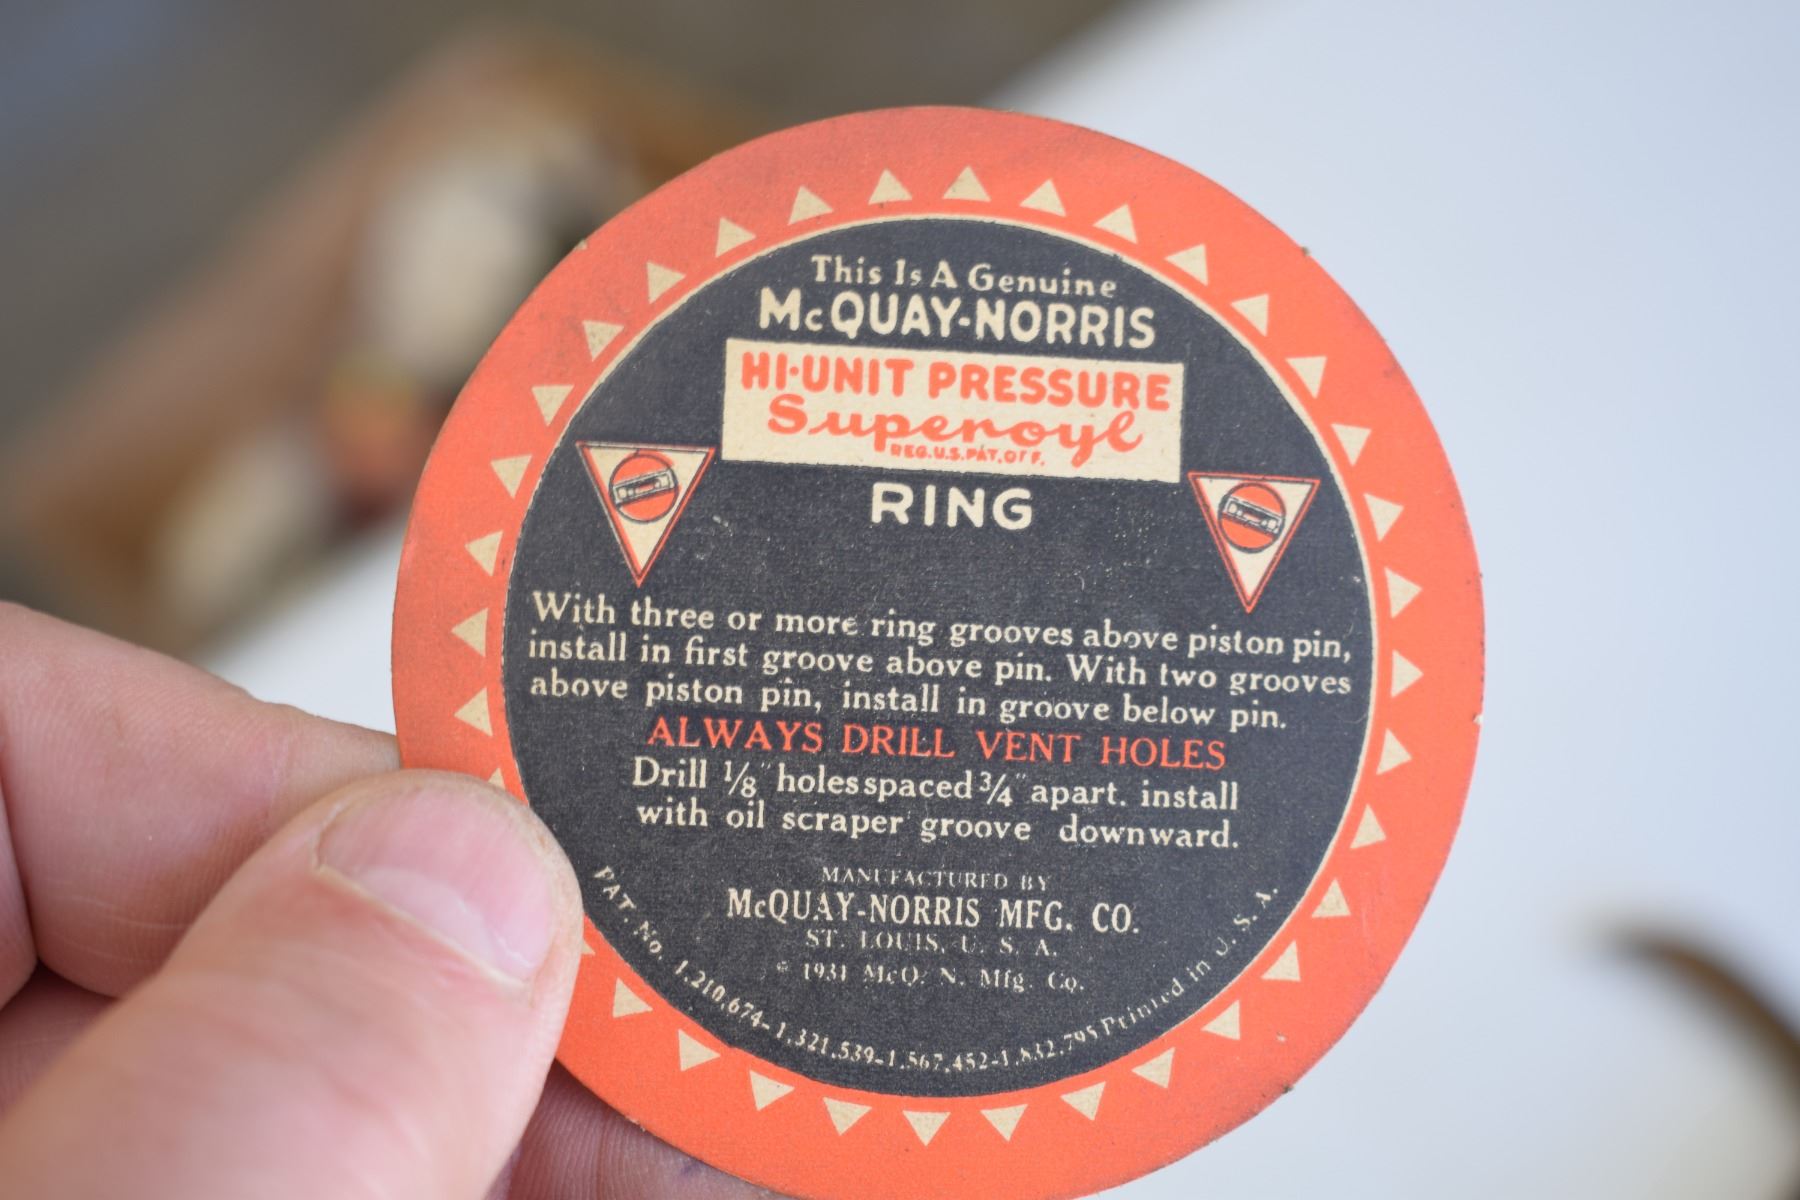 This Is A Genuine
McQUAY-NORRIS
HI-UNIT PRESSURE
Superoyl
REG.U.S.PAT.OFF.
RING
With three or more ring grooves above piston pin,
install in first groove above pin. With two grooves
above piston pin, install in groove below pin.
ALWAYS DRILL VENT HOLES
Drill 1/8" holes spaced 3/4" apart. install
with oil scraper groove downward.
MANUFACTURED BY
McQUAY-NORRIS MFG. CO.
ST. LOUIS, U. S. A.
© 1931 McQ. N. Mfg. Co.
PAT. No. 1,210,674-1,321,539-1,567,452-1,832,795 Printed in U. S. A.